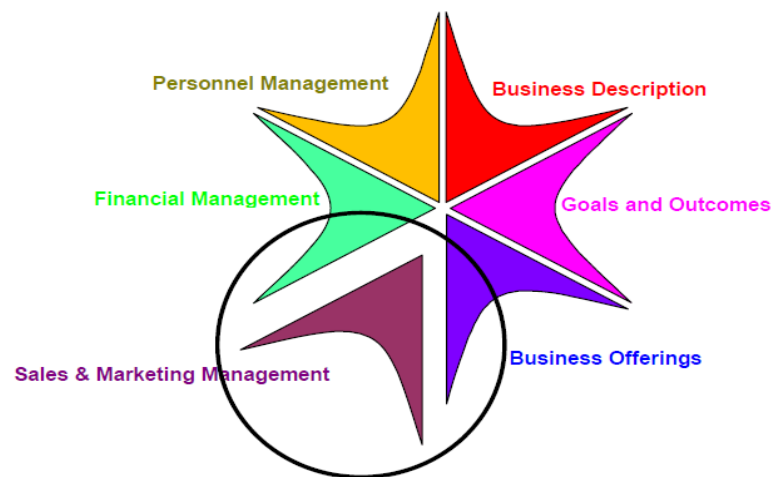 Personnel Management
Business Description
Financial Management
Goals and Outcomes
Business Offerings
Sales & Marketing Management